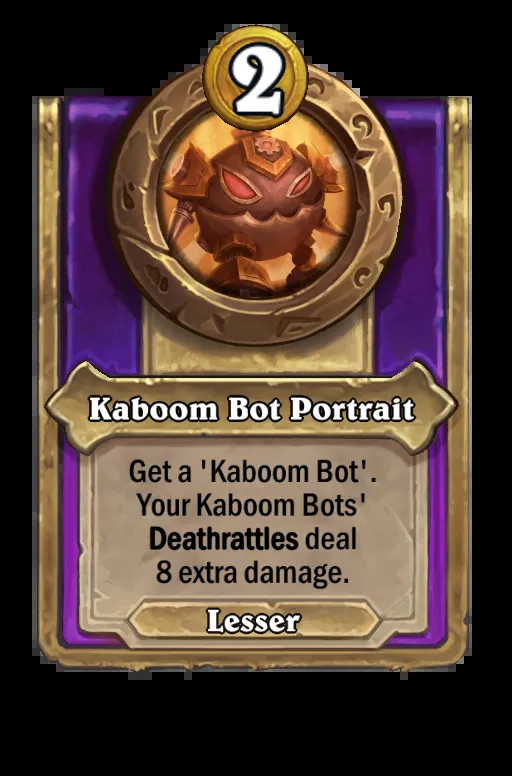 2
Kaboom Bot Portrait
Get a 'Kaboom Bot'.
Your Kaboom Bots'
Deathrattles deal
8 extra damage.
Lesser